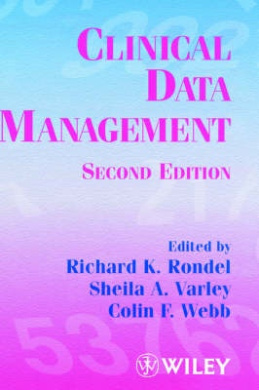 CLINICAL
DATA
MANAGEMENT
SECOND EDITION
Edited by
Richard K. Rondel
Sheila A. Varley
Colin F. Webb
WILEY